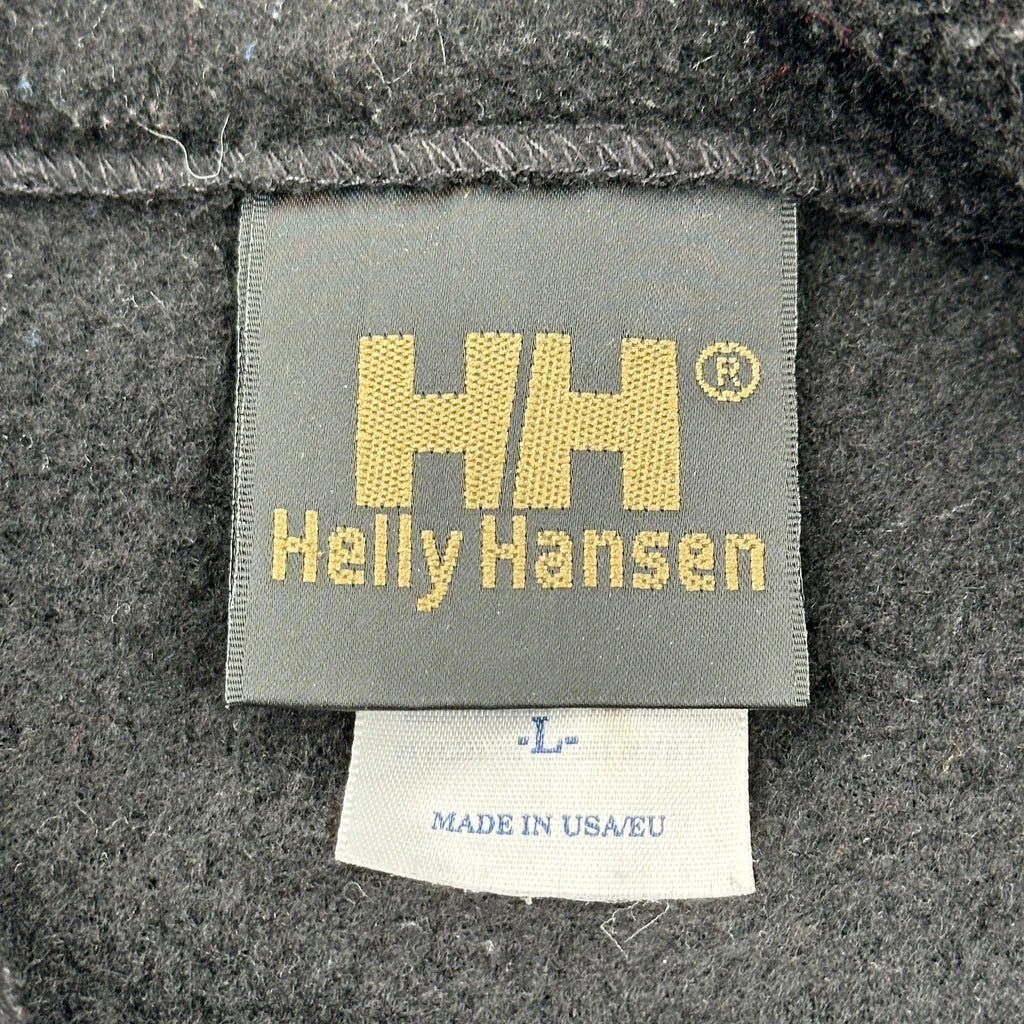 HH®
Helly Hansen
-L-
MADE IN USA/EU